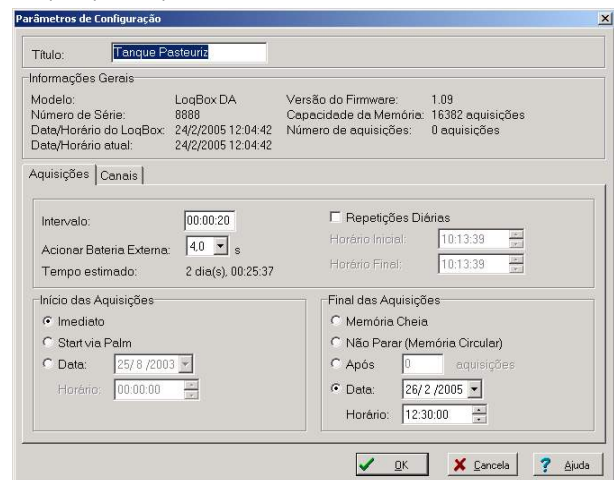 Parâmetros de Configuração
Título: Tanque Pasteuriz
Informações Gerais
Modelo: LogBox DA Versão do Firmware: 1.09
Número de Série: 8888 Capacidade da Memória: 16382 aquisições
Data/Horário do LogBox: 24/2/2005 12:04:42 Número de aquisições: 0 aquisições
Data/Horário atual: 24/2/2005 12:04:42
Aquisições Canais
Intervalo: 00:00:20
Acionar Bateria Externa: 4,0 s
Tempo estimado: 2 dia(s), 00:25:37
Repetições Diárias
Horário Inicial: 10:13:39
Horário Final: 10:13:39
Início das Aquisições
Imediato
Start via Palm
Data: 25/ 8 /2003
Horário: 00:00:00
Final das Aquisições
Memória Cheia
Não Parar (Memória Circular)
Após 0 aquisições
Data: 26/ 2 /2005
Horário: 12:30:00
OK Cancela Ajuda